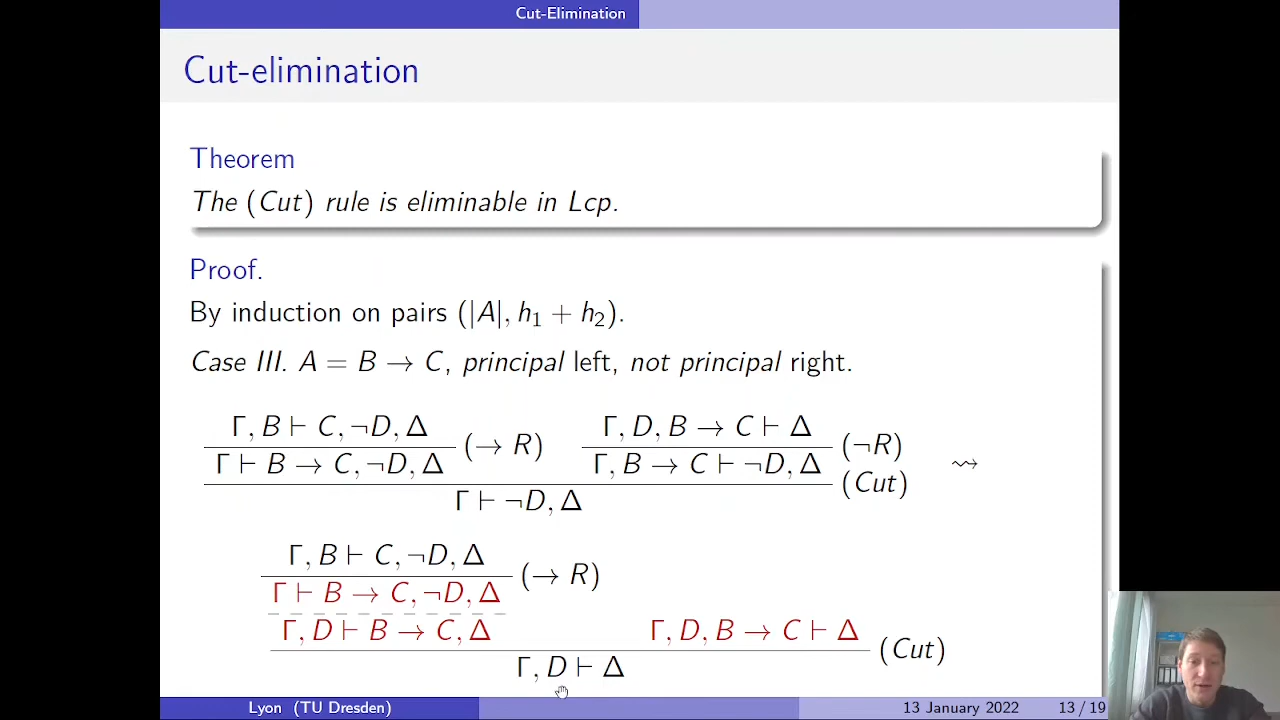 Cut-Elimination
Cut-elimination
Theorem
The (Cut) rule is eliminable in Lcp.
Proof.
By induction on pairs (|A|, h₁ + h₂).
Case III. A = B → C, principal left, not principal right.
Γ, B ⊢ C, ¬D, Δ
(→ R)
Γ ⊢ B → C, ¬D, Δ
Γ, D, B → C ⊢ Δ
(¬R)
Γ, B → C ⊢ ¬D, Δ
(Cut)
Γ ⊢ ¬D, Δ
⇝
Γ, B ⊢ C, ¬D, Δ
(→ R)
Γ ⊢ B → C, ¬D, Δ
Γ, D ⊢ B → C, Δ
Γ, D, B → C ⊢ Δ
(Cut)
Γ, D ⊢ Δ
Lyon (TU Dresden)
13 January 2022
13 / 19